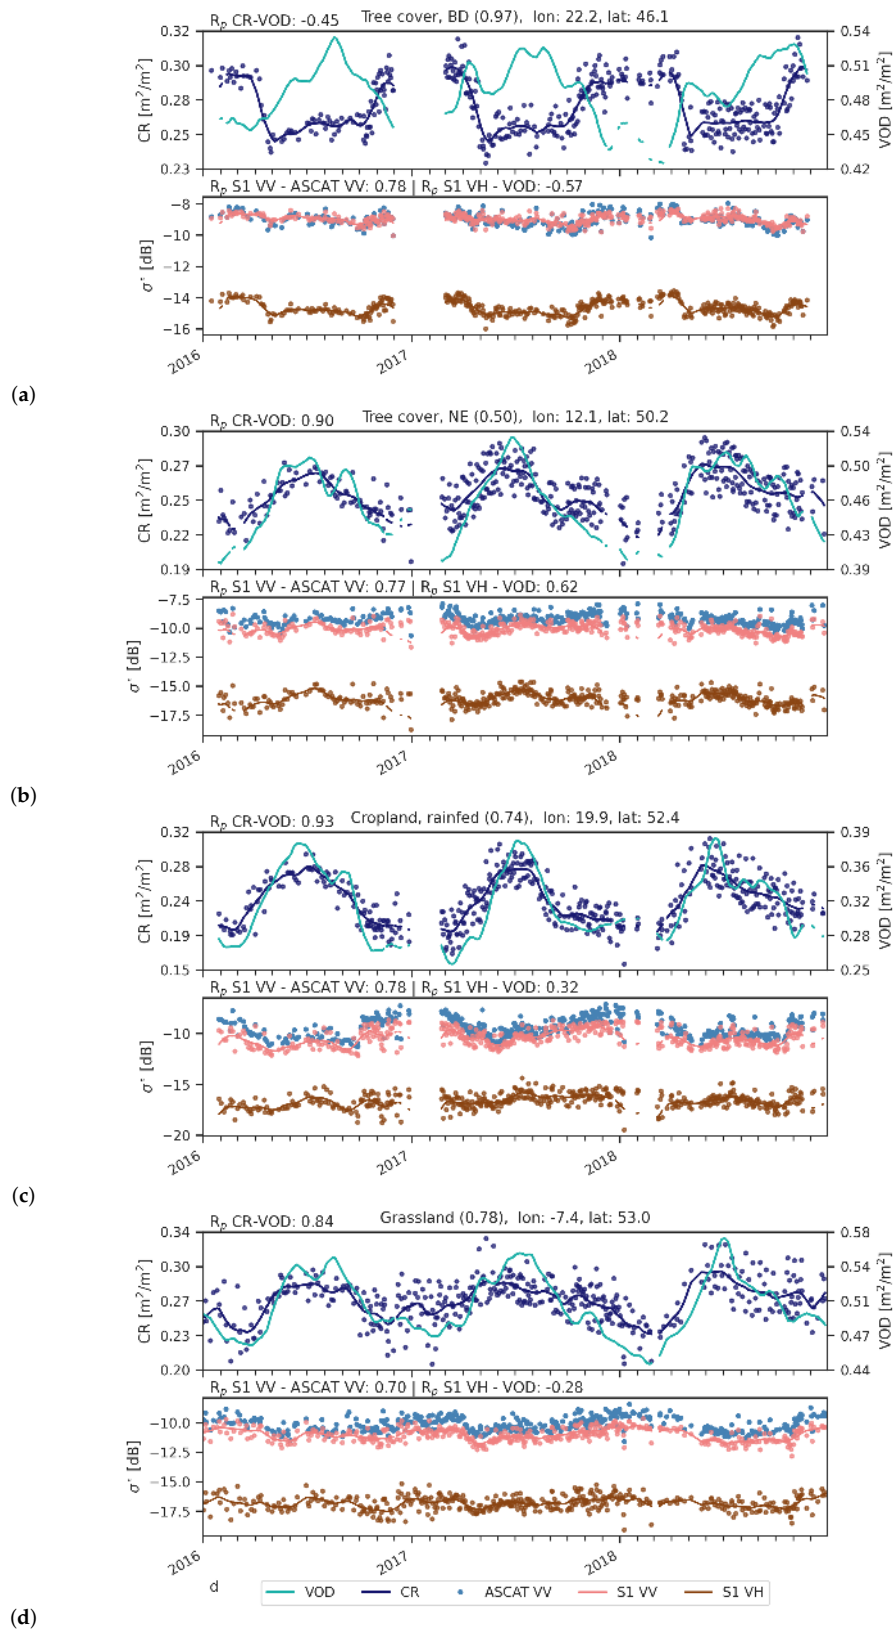 R_p CR-VOD: -0.45 Tree cover, BD (0.97), lon: 22.2, lat: 46.1
0.32
0.30
0.28
0.25
0.23
CR [m²/m²]
0.54
0.51
0.48
0.45
0.42
VOD [m²/m²]
R_p S1 VV - ASCAT VV: 0.78 | R_p S1 VH - VOD: -0.57
−8
−10
−12
−14
−16
σ° [dB]
2016 2017 2018
(a)
R_p CR-VOD: 0.90 Tree cover, NE (0.50), lon: 12.1, lat: 50.2
0.30
0.27
0.25
0.22
0.19
CR [m²/m²]
0.54
0.50
0.46
0.43
0.39
VOD [m²/m²]
R_p S1 VV - ASCAT VV: 0.77 | R_p S1 VH - VOD: 0.62
−7.5
−10.0
−12.5
−15.0
−17.5
σ° [dB]
2016 2017 2018
(b)
R_p CR-VOD: 0.93 Cropland, rainfed (0.74), lon: 19.9, lat: 52.4
0.32
0.28
0.24
0.19
0.15
CR [m²/m²]
0.39
0.36
0.32
0.28
0.25
VOD [m²/m²]
R_p S1 VV - ASCAT VV: 0.78 | R_p S1 VH - VOD: 0.32
−10
−15
−20
σ° [dB]
2016 2017 2018
(c)
R_p CR-VOD: 0.84 Grassland (0.78), lon: -7.4, lat: 53.0
0.34
0.30
0.27
0.23
0.20
CR [m²/m²]
0.58
0.54
0.51
0.47
0.44
VOD [m²/m²]
R_p S1 VV - ASCAT VV: 0.70 | R_p S1 VH - VOD: -0.28
−10.0
−12.5
−15.0
−17.5
σ° [dB]
2016 2017 2018
d
VOD CR ASCAT VV S1 VV S1 VH
(d)